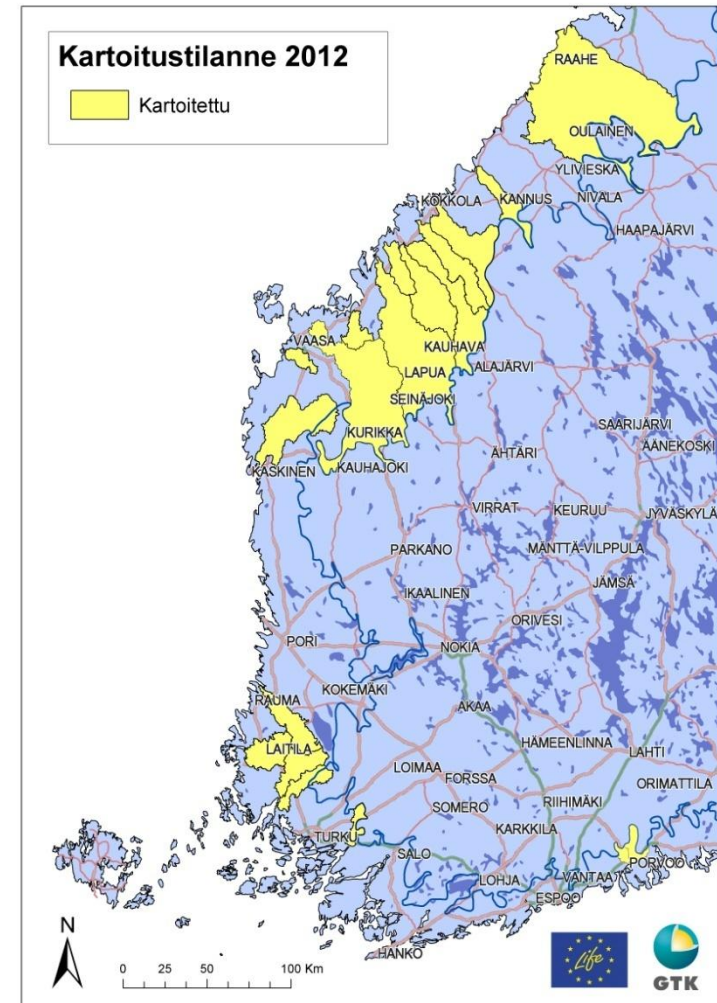 Kartoitustilanne 2012
Kartoitettu
RAAHE
OULAINEN
YLIVIESKA
KOKKOLA
KANNUS
NIVALA
HAAPAJÄRVI
VAASA
KAUHAVA
LAPUA
ALAJÄRVI
SEINÄJOKI
KURIKKA
SAARIJÄRVI
ÄÄNEKOSKI
KASKINEN
KAUHAJOKI
ÄHTÄRI
VIRRAT
KEURUU
JYVÄSKYLÄ
PARKANO
MÄNTTÄ-VILPPULA
IKAALINEN
JÄMSÄ
ORIVESI
PORI
NOKIA
RAUMA
KOKEMÄKI
AKAA
LAITILA
HÄMEENLINNA
LAHTI
LOIMAA
FORSSA
ORIMATTILA
SOMERO
RIIHIMÄKI
TURKU
KARKKILA
SALO
PORVOO
LOHJA
VANTAA
ESPOO
HANKO
N
0 25 50 100 Km
Life
GTK